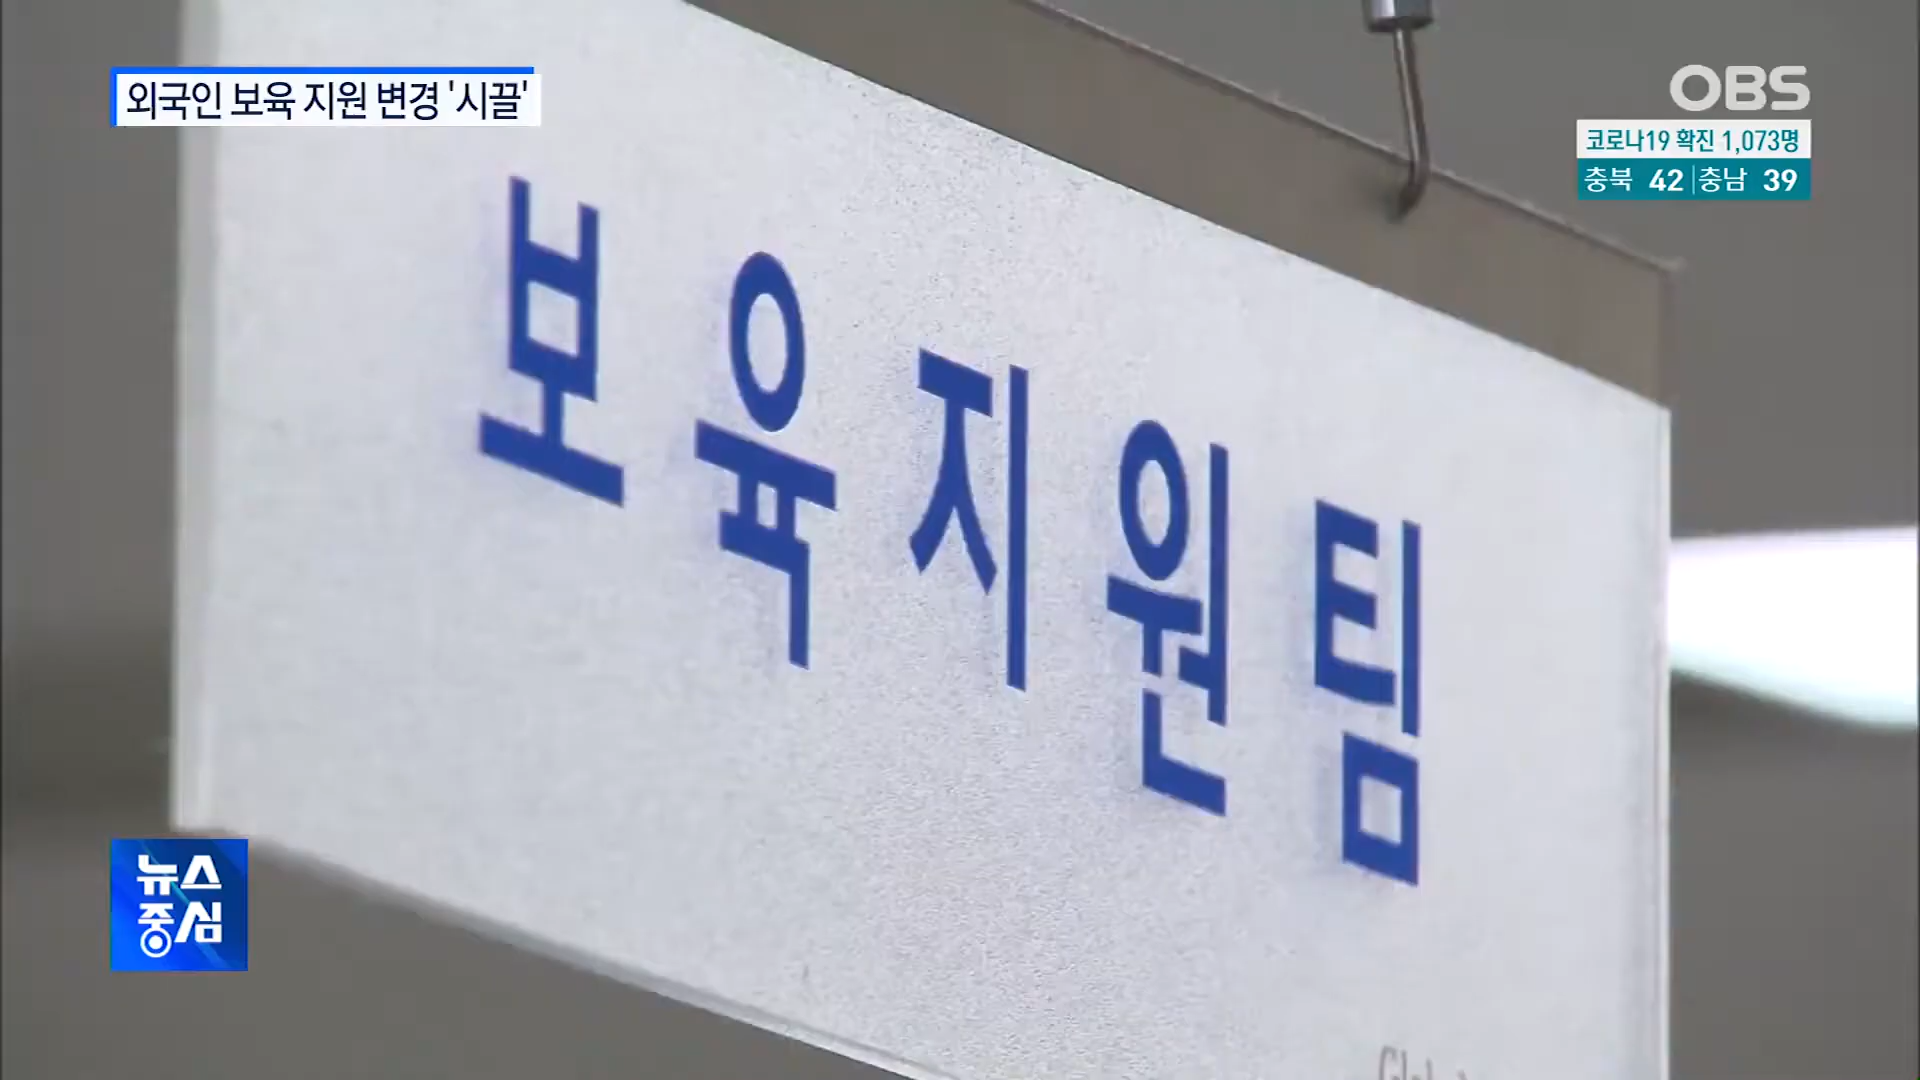 외국인 보육 지원 변경 '시끌'
OBS
코로나19 확진 1,073명
충북 42 충남 39
보육지원팀
뉴스
중심